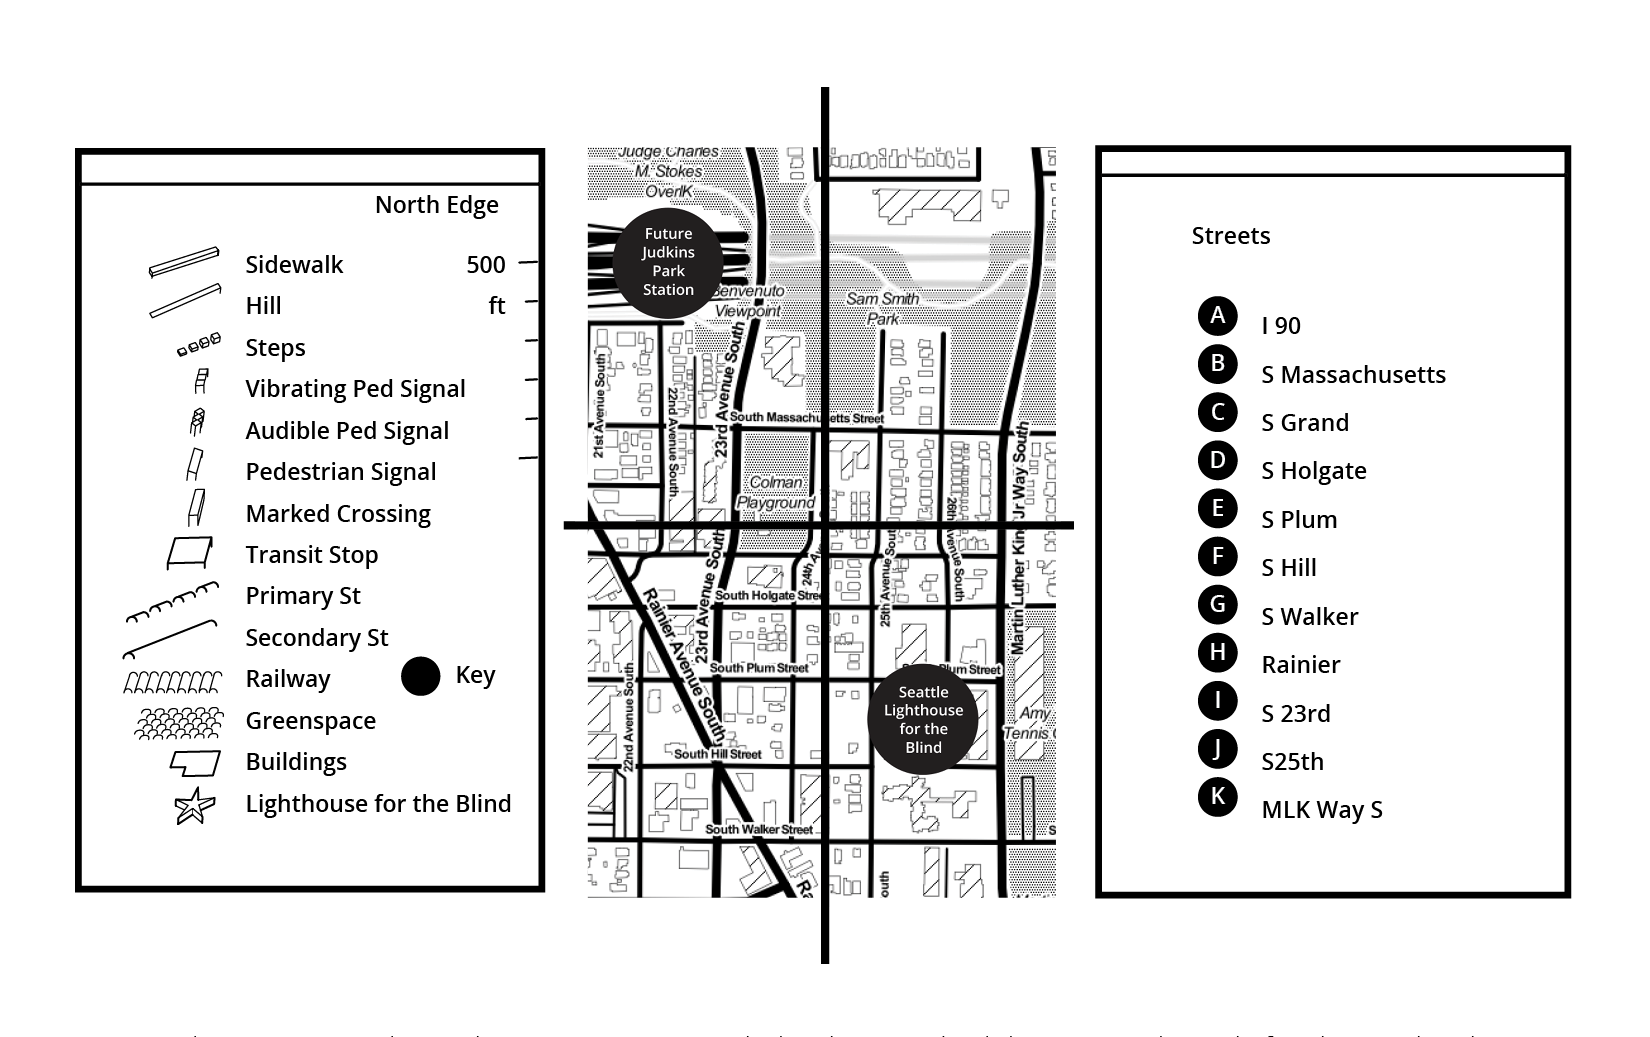 North Edge
Sidewalk
500
Hill
ft
Steps
Vibrating Ped Signal
Audible Ped Signal
Pedestrian Signal
Marked Crossing
Transit Stop
Primary St
Secondary St
Railway
Key
Greenspace
Buildings
Lighthouse for the Blind
Judge Charles
M. Stokes
Overl
Future
Judkins
Park
Station
Benvenuto
Viewpoint
Sam Smith
Park
21st Avenue South
22nd Avenue South
23rd Avenue South
South Massachusetts Street
Colman
Playground
Martin Luther King Jr Way South
26th Avenue South
25th Avenue South
24th Av
23rd Avenue South
South Holgate Stree
Rainier Avenue South
South Plum Street
Plum Street
22nd Avenue South
Seattle
Lighthouse
for the
Blind
Amy
Tennis
South Hill Street
South Walker Street
S
Ra
outh
Streets
A I 90
B S Massachusetts
C S Grand
D S Holgate
E S Plum
F S Hill
G S Walker
H Rainier
I S 23rd
J S25th
K MLK Way S